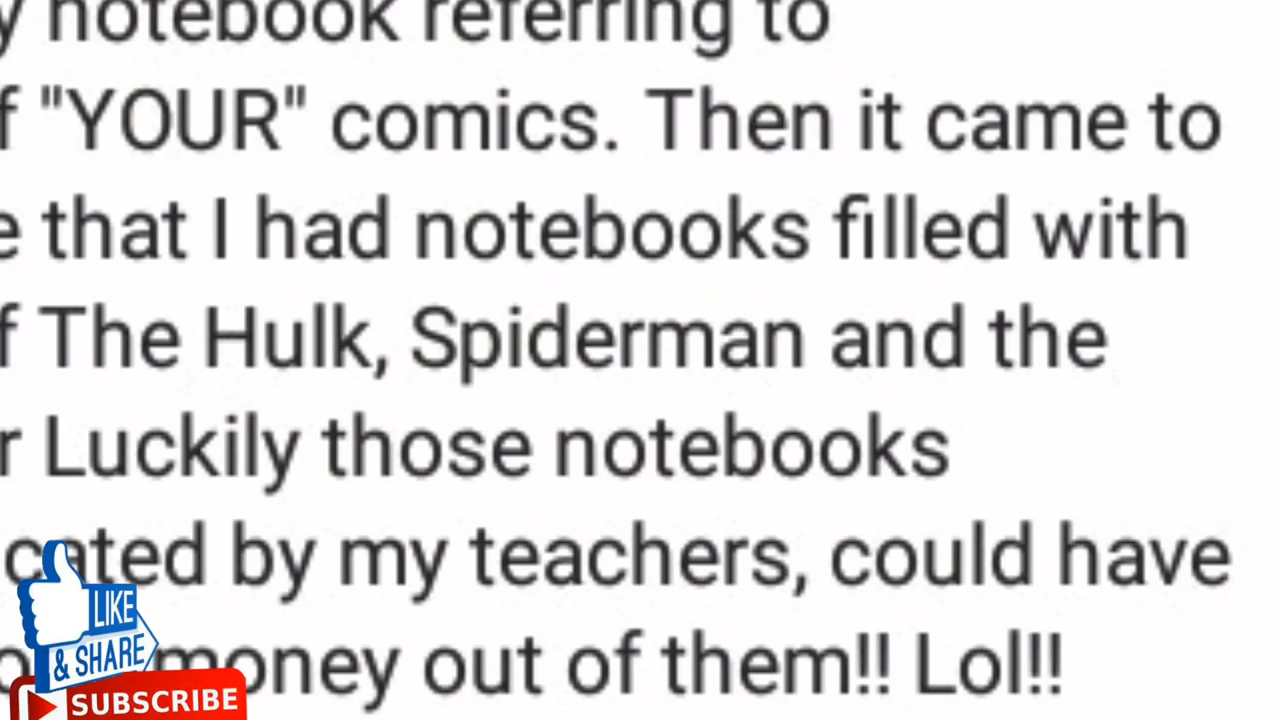 y notebook referring to
f "YOUR" comics. Then it came to
e that I had notebooks filled with
f The Hulk, Spiderman and the
r Luckily those notebooks
cated by my teachers, could have
money out of them!! Lol!!
LIKE
& SHARE
SUBSCRIBE